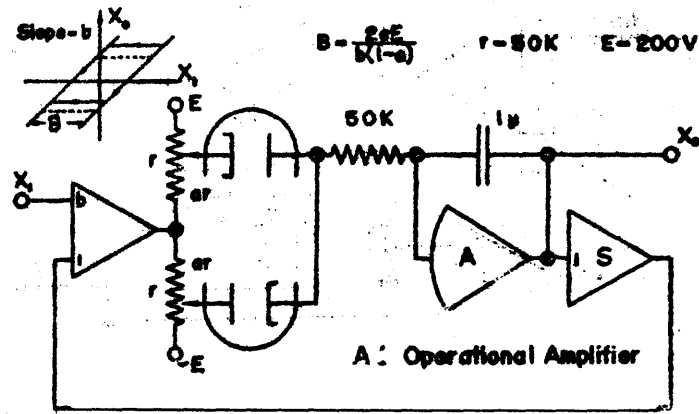 Slope-b
X₀
X₁
B
B=2aE/b(1-a)
r=50K
E=200V
E
50K
1μ
X₀
r
ar
X₁
b
1
ar
r
A
1 S
-E
A: Operational Amplifier